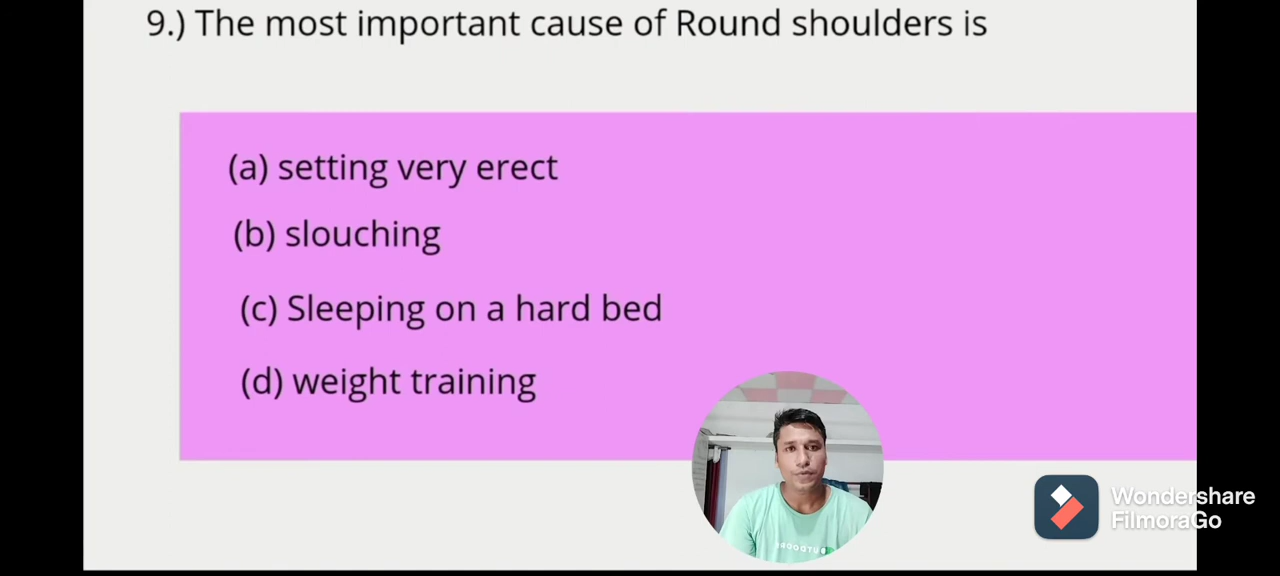 9.) The most important cause of Round shoulders is
(a) setting very erect
(b) slouching
(c) Sleeping on a hard bed
(d) weight training
Wondershare
FilmoraGo